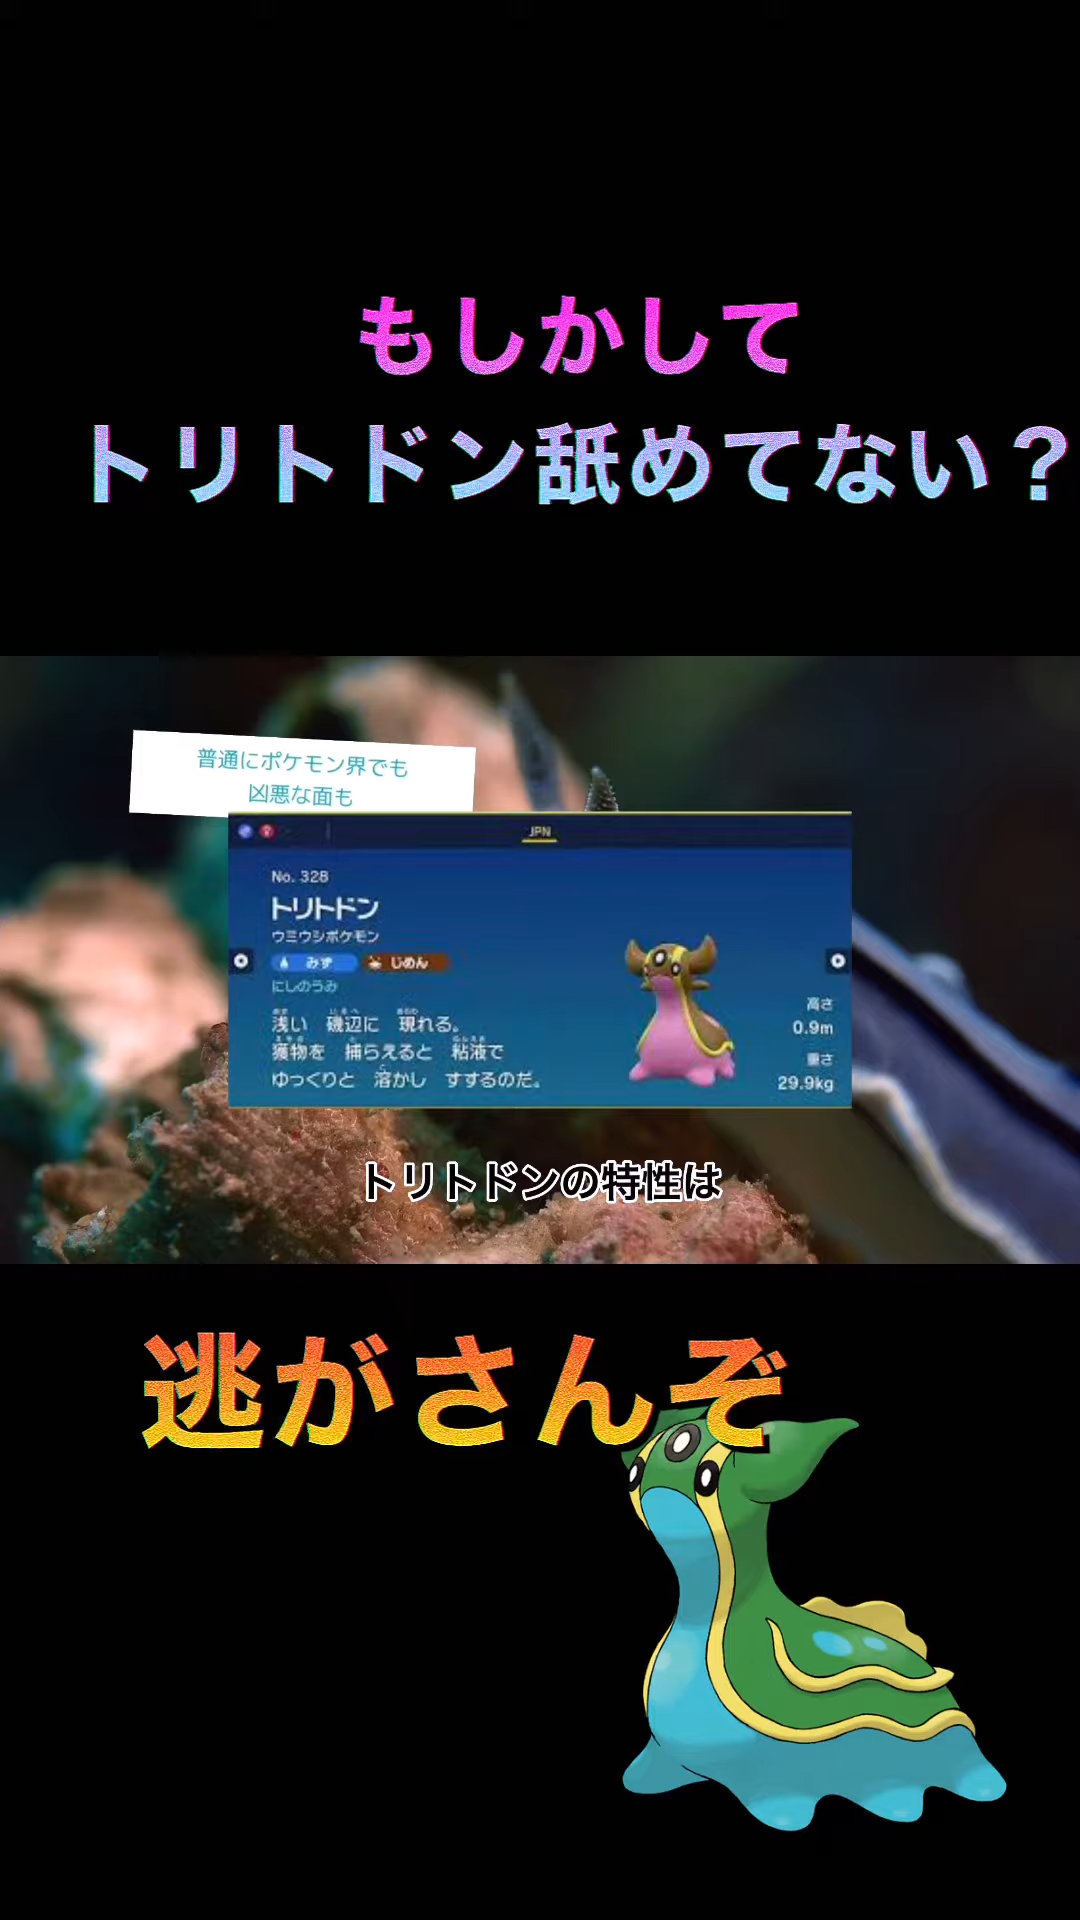 もしかして
トリトドン舐めてない？
普通にポケモン界でも
凶悪な面も
JPN
No. 328
トリトドン
ウミウシポケモン
みず じめん
にしのうみ
浅い 磯辺に 現れる。
獲物を 捕らえると 粘液で
ゆっくりと 溶かし すするのだ。
高さ
0.9m
重さ
29.9kg
トリトドンの特性は
逃がさんぞ